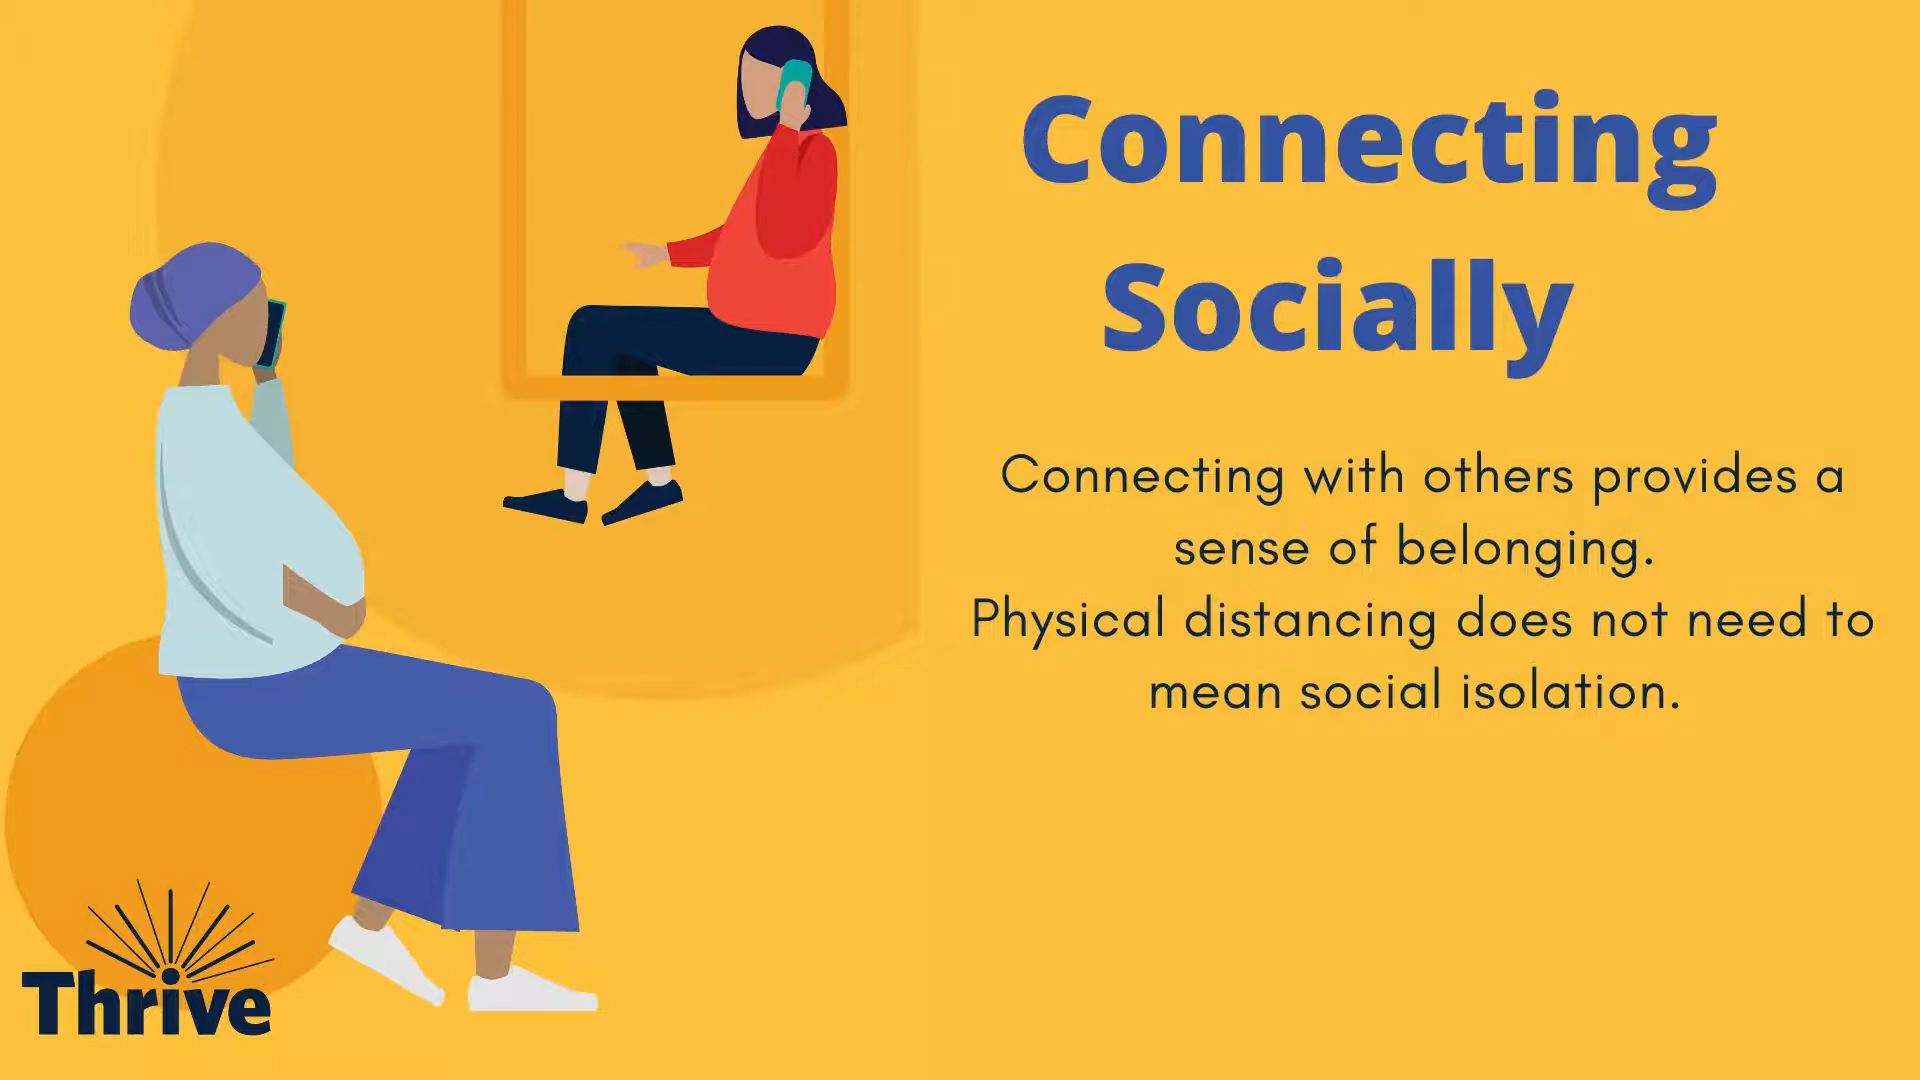 Connecting
Socially
Connecting with others provides a
sense of belonging.
Physical distancing does not need to
mean social isolation.
Thrive